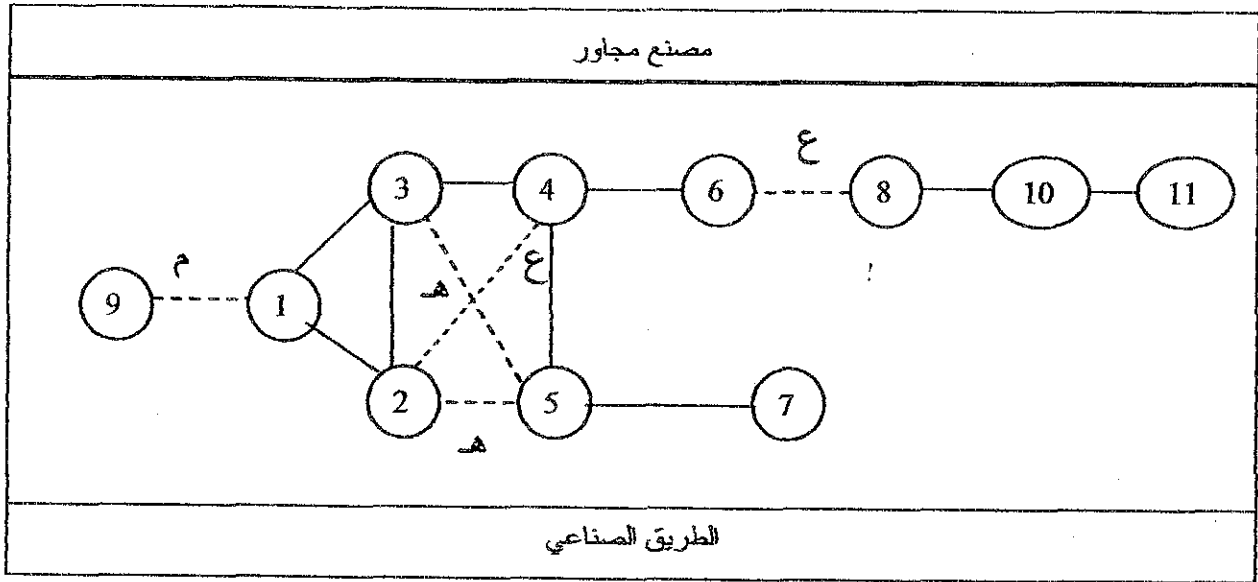 مصنع مجاور
ع
3 4 6 8 10 11
م
هـ ع
9 1
2 5 7
هـ
الطريق الصناعي